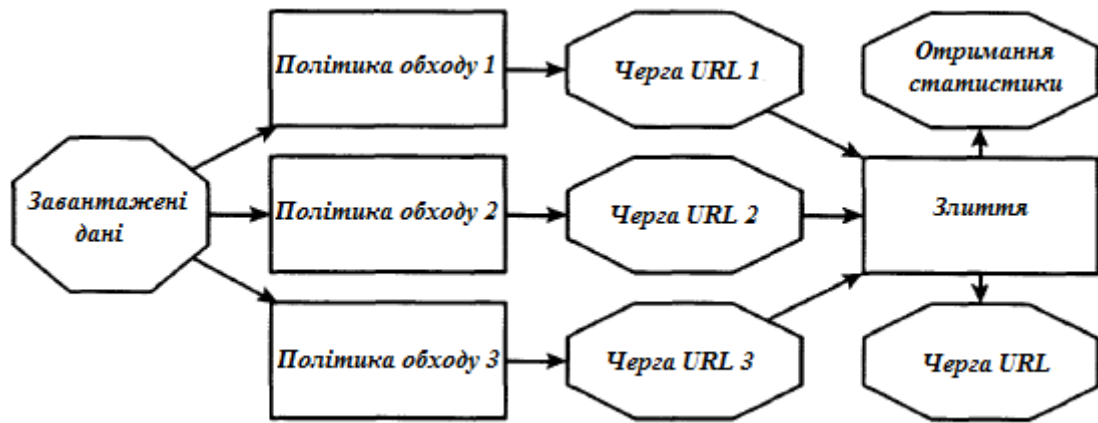 Політика обходу 1
Черга URL 1
Отримання
статистики
Завантажені
дані
Політика обходу 2
Черга URL 2
Злиття
Політика обходу 3
Черга URL 3
Черга URL